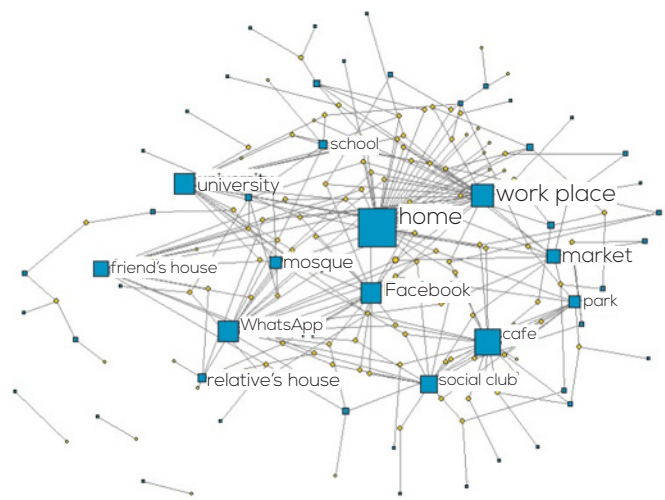 school
university
work place
home
friend's house
mosque
market
Facebook
park
WhatsApp
cafe
relative's house
social club